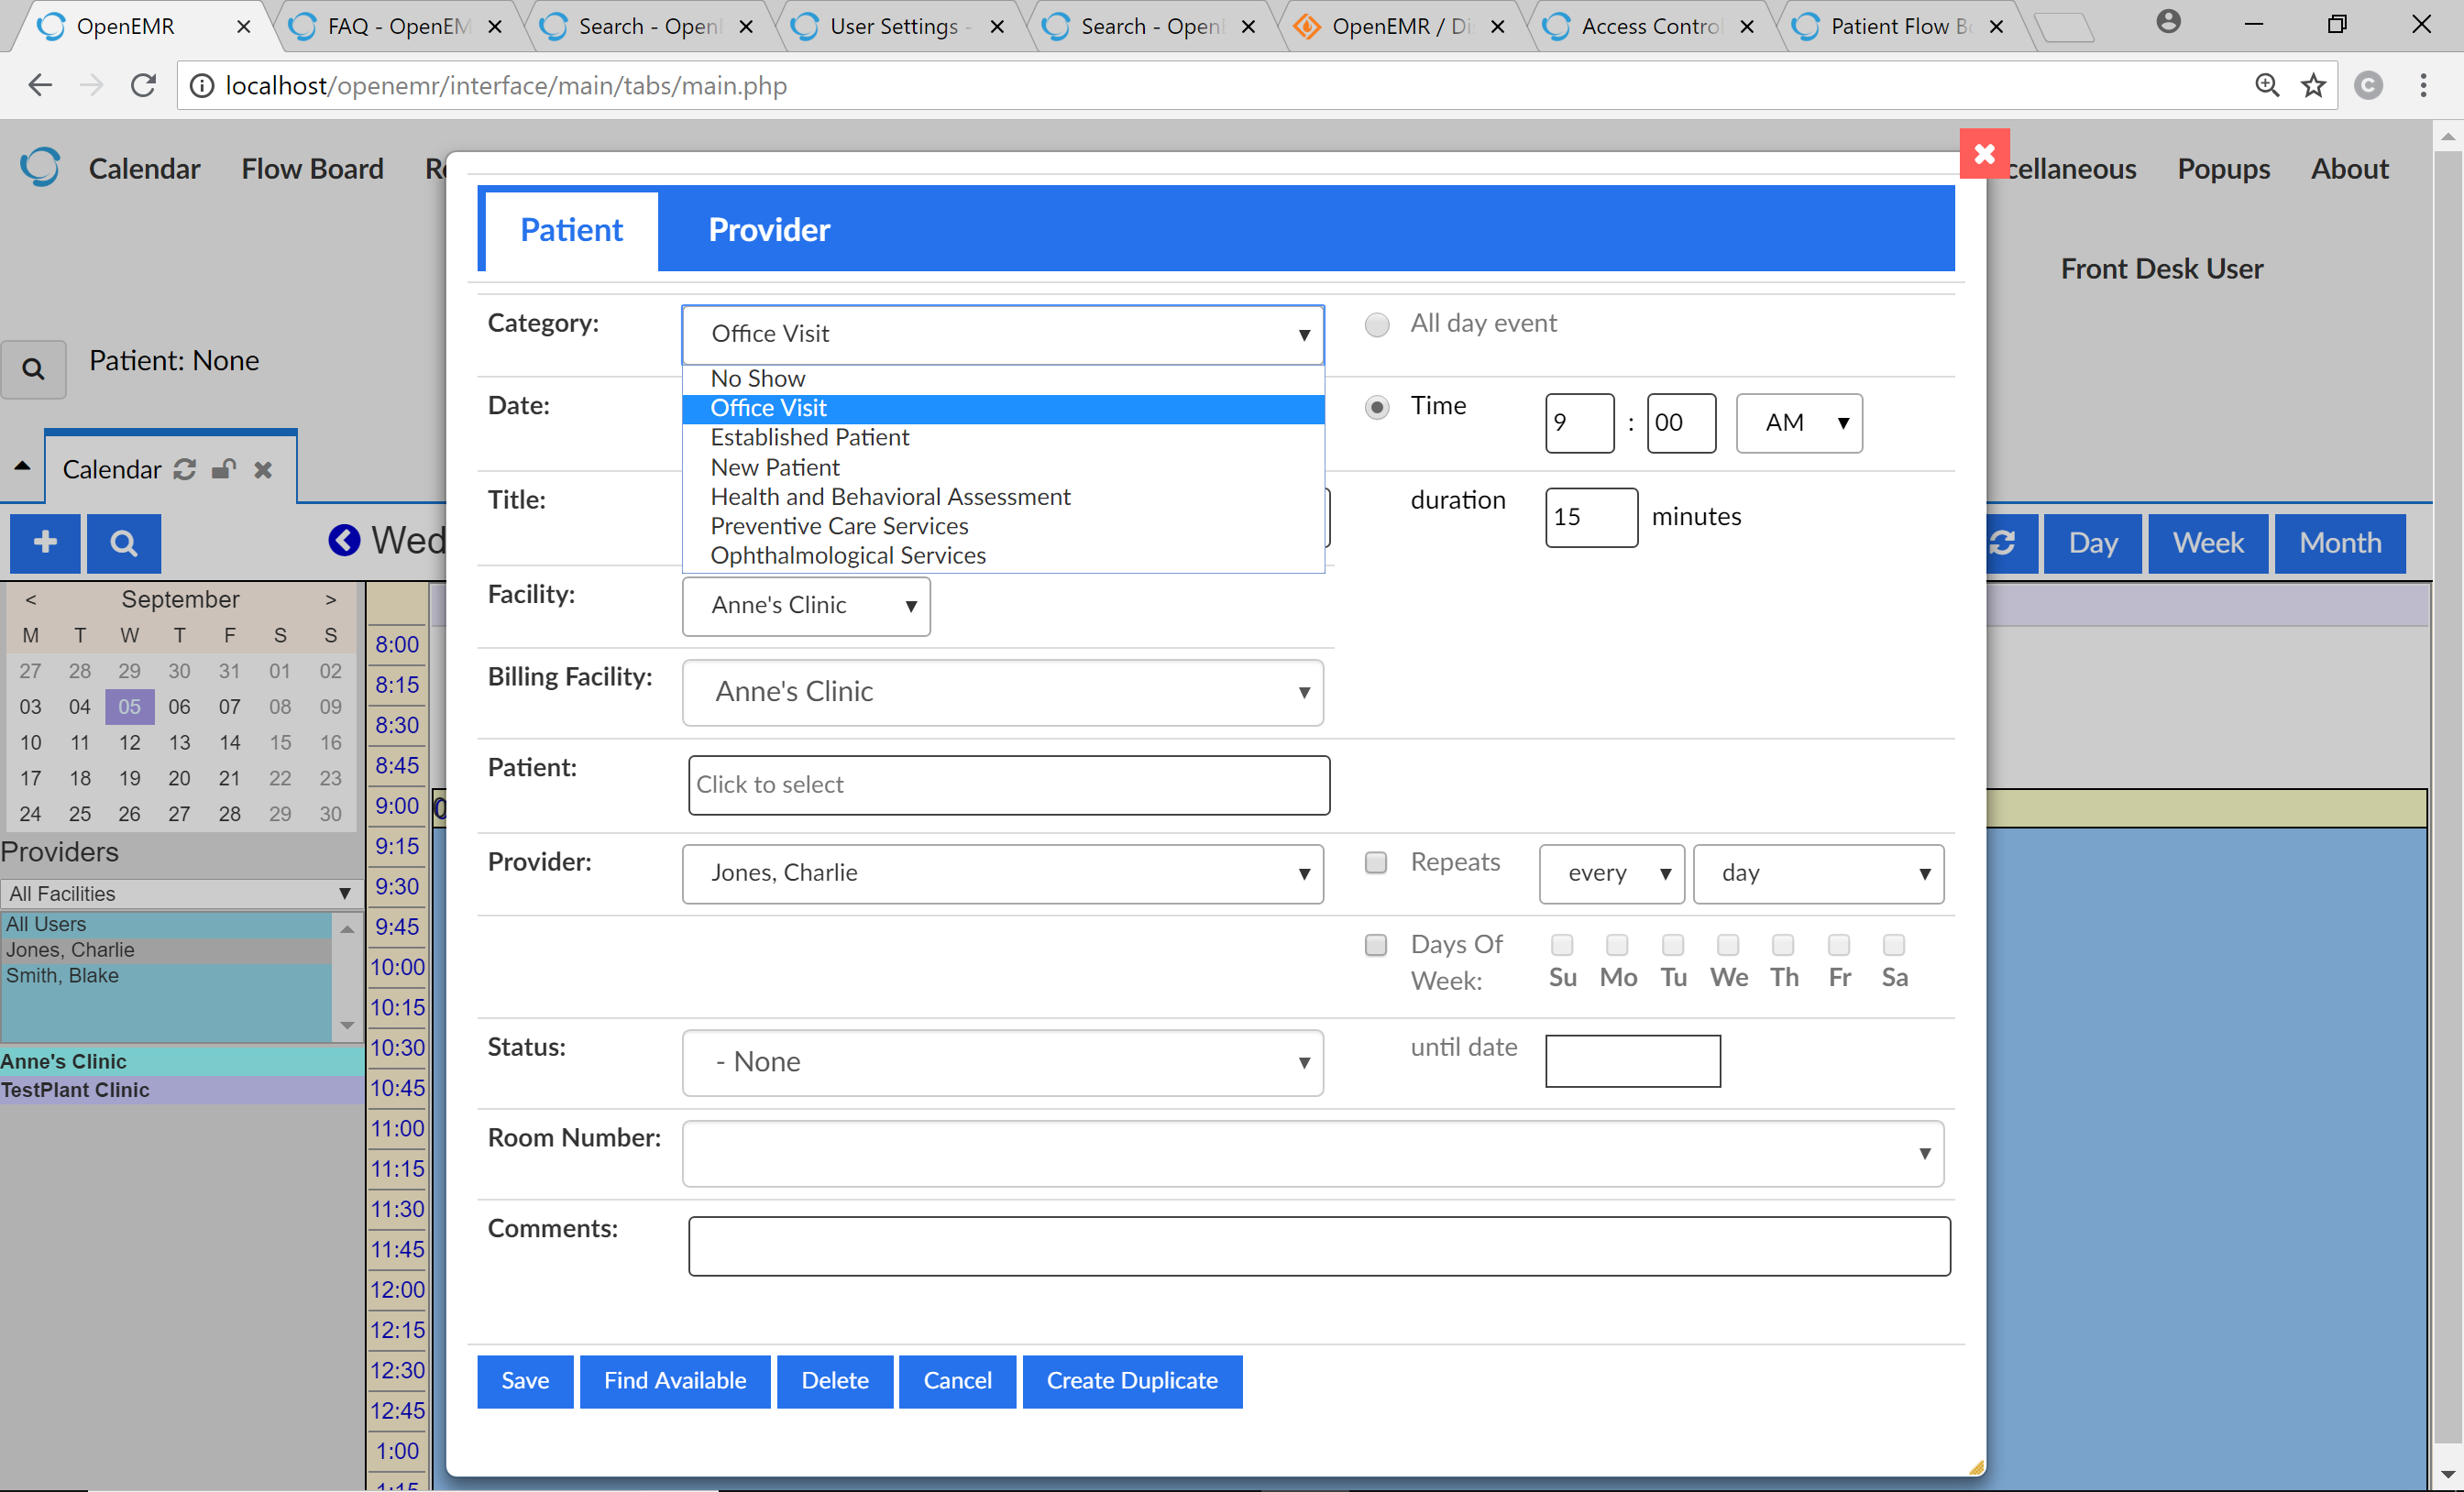 OpenEMR
FAQ - OpenEM
Search - Open
User Settings -
Search - Open
OpenEMR / Di
Access Control
Patient Flow B
localhost/openemr/interface/main/tabs/main.php
Calendar Flow Board cellaneous Popups About
Front Desk User
Patient: None
Calendar
Wed
Day Week Month
< September >
M T W T F S S
27 28 29 30 31 01 02
03 04 05 06 07 08 09
10 11 12 13 14 15 16
17 18 19 20 21 22 23
24 25 26 27 28 29 30
Providers
All Facilities
All Users
Jones, Charlie
Smith, Blake
Anne's Clinic
TestPlant Clinic
8:00
8:15
8:30
8:45
9:00
9:15
9:30
9:45
10:00
10:15
10:30
10:45
11:00
11:15
11:30
11:45
12:00
12:15
12:30
12:45
1:00
1:15
Patient Provider
Category: Office Visit
All day event
No Show
Office Visit
Established Patient
New Patient
Health and Behavioral Assessment
Preventive Care Services
Ophthalmological Services
Date:
Time 9 : 00 AM
Title:
duration 15 minutes
Facility: Anne's Clinic
Billing Facility: Anne's Clinic
Patient: Click to select
Provider: Jones, Charlie
Repeats every day
Days Of
Week:
Su Mo Tu We Th Fr Sa
Status: - None
until date
Room Number:
Comments:
Save Find Available Delete Cancel Create Duplicate